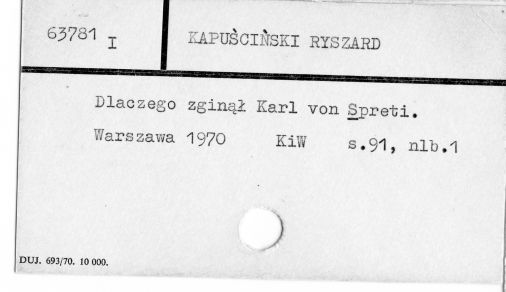 63781 I
KAPUŚCIŃSKI RYSZARD
Dlaczego zginął Karl von Spreti.
Warszawa 1970 KiW s.91, nlb.1
DUJ. 693/70. 10 000.